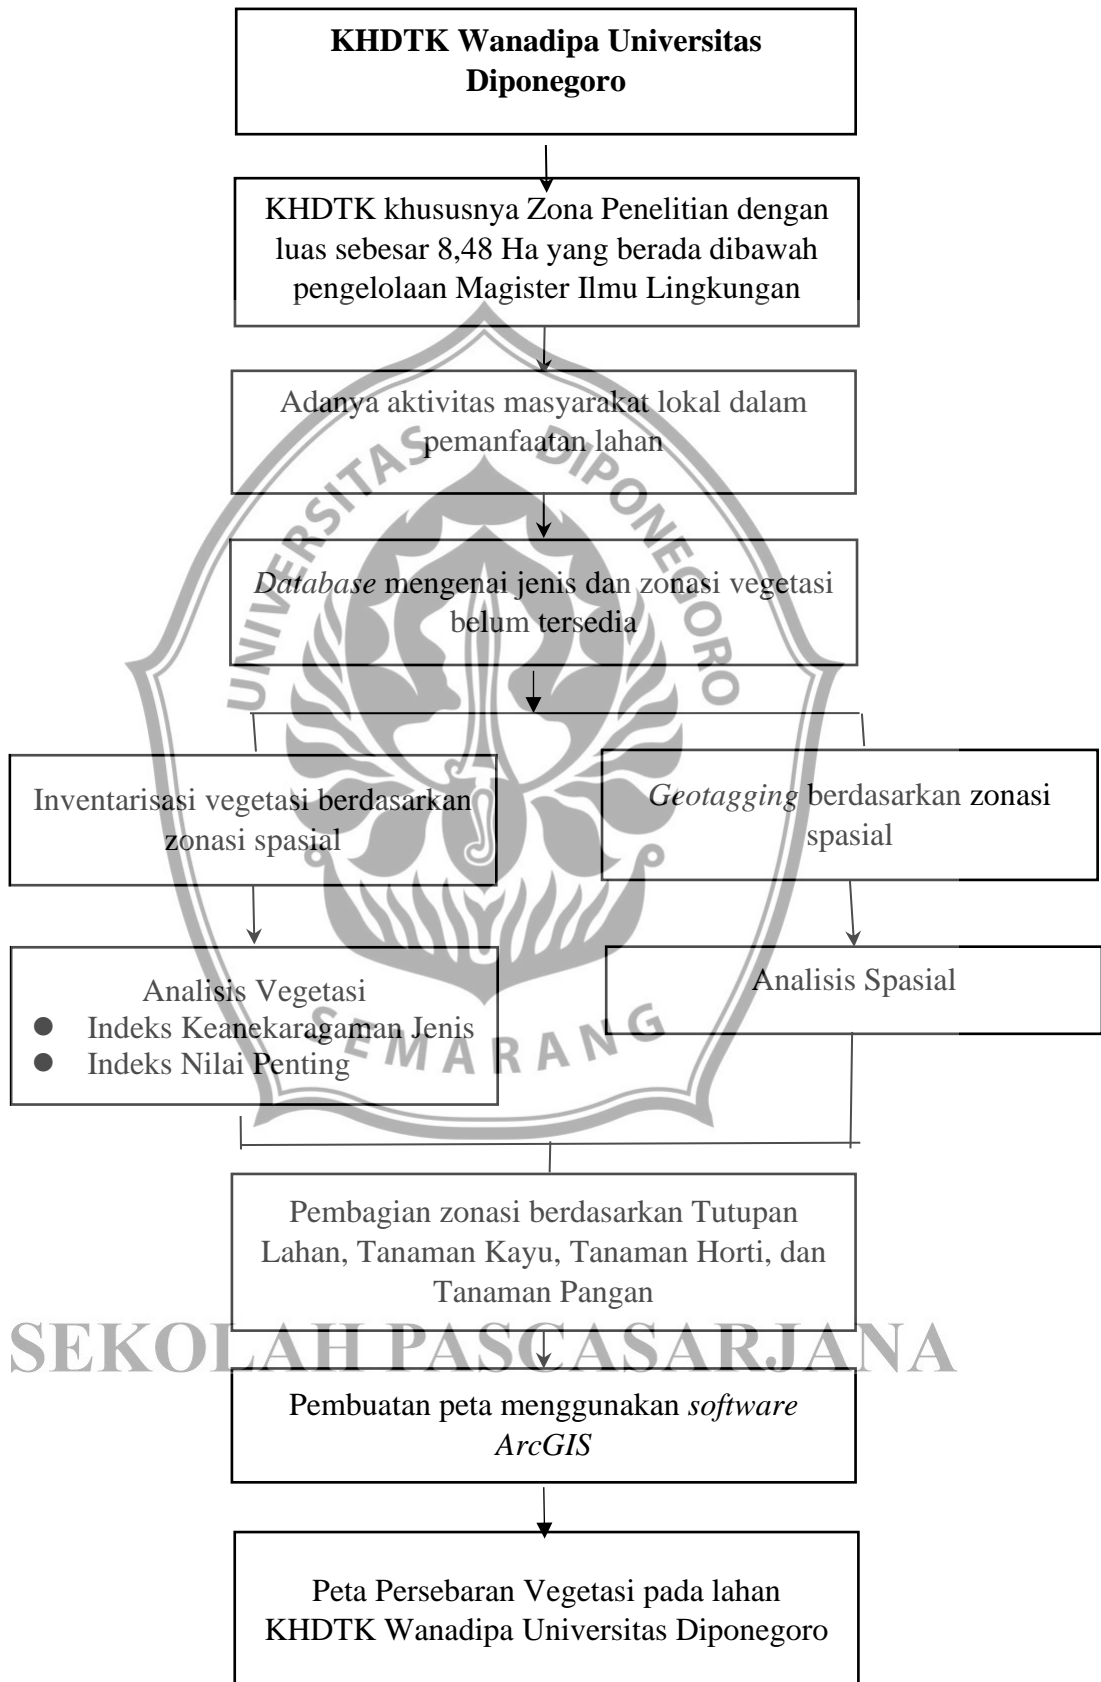 KHDTK Wanadipa Universitas
Diponegoro
KHDTK khususnya Zona Penelitian dengan
luas sebesar 8,48 Ha yang berada dibawah
pengelolaan Magister Ilmu Lingkungan
Adanya aktivitas masyarakat lokal dalam
pemanfaatan lahan
UNIVERSITAS DIPONEGORO
Database mengenai jenis dan zonasi vegetasi
belum tersedia
Inventarisasi vegetasi berdasarkan
zonasi spasial
Geotagging berdasarkan zonasi
spasial
Analisis Vegetasi
● Indeks Keanekaragaman Jenis
● Indeks Nilai Penting
Analisis Spasial
SEMARANG
Pembagian zonasi berdasarkan Tutupan
Lahan, Tanaman Kayu, Tanaman Horti, dan
Tanaman Pangan
SEKOLAH PASCASARJANA
Pembuatan peta menggunakan software
ArcGIS
Peta Persebaran Vegetasi pada lahan
KHDTK Wanadipa Universitas Diponegoro